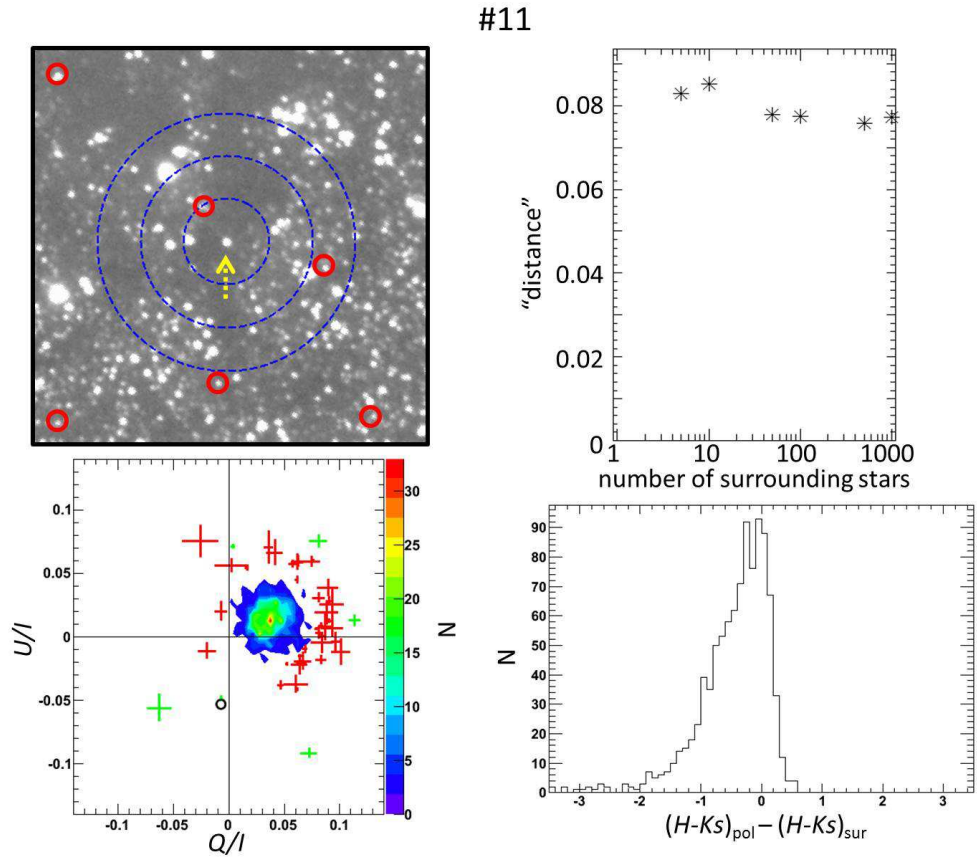 #11
0.08
0.06
0.04
0.02
0
"distance"
1 10 100 1000
number of surrounding stars
0.1
0.05
0
-0.05
-0.1
U/I
-0.1 -0.05 0 0.05 0.1
Q/I
30
25
20
15
10
5
0
N
90
80
70
60
50
40
30
20
10
0
N
-3 -2 -1 0 1 2 3
(H-Ks)pol – (H-Ks)sur